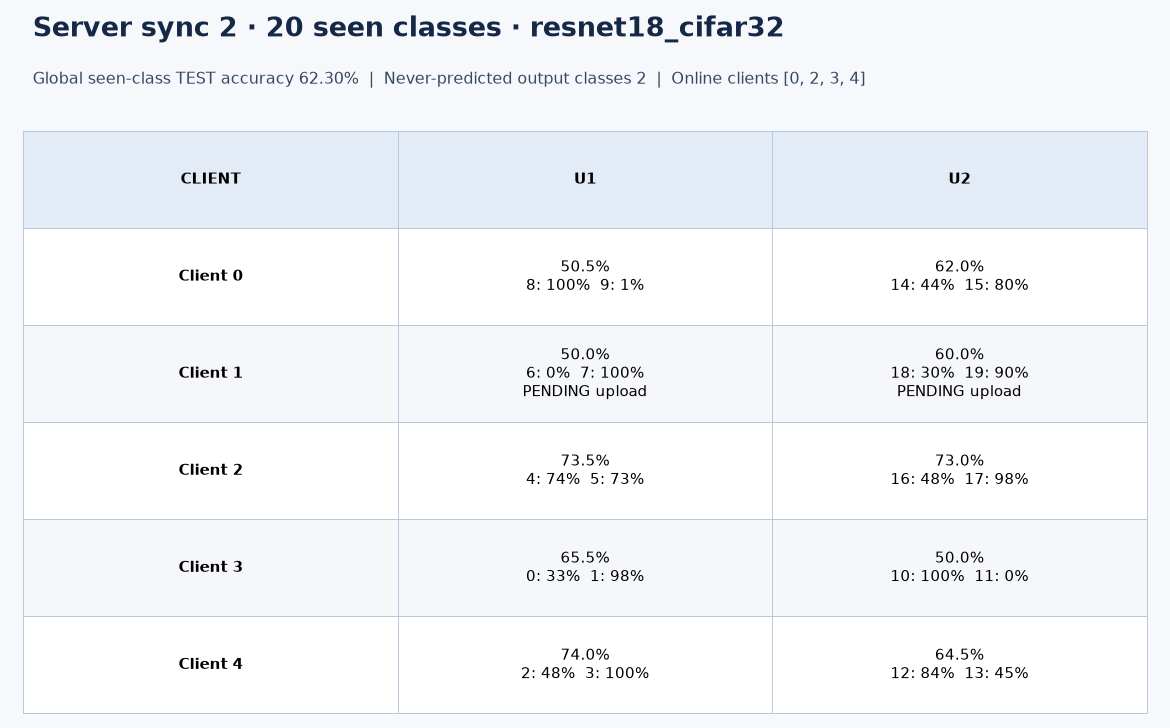 Server sync 2 · 20 seen classes · resnet18_cifar32
Global seen-class TEST accuracy 62.30%  |  Never-predicted output classes 2  |  Online clients [0, 2, 3, 4]
CLIENT
U1
U2
Client 0
50.5%
8: 100%  9: 1%
62.0%
14: 44%  15: 80%
Client 1
50.0%
6: 0%  7: 100%
PENDING upload
60.0%
18: 30%  19: 90%
PENDING upload
Client 2
73.5%
4: 74%  5: 73%
73.0%
16: 48%  17: 98%
Client 3
65.5%
0: 33%  1: 98%
50.0%
10: 100%  11: 0%
Client 4
74.0%
2: 48%  3: 100%
64.5%
12: 84%  13: 45%